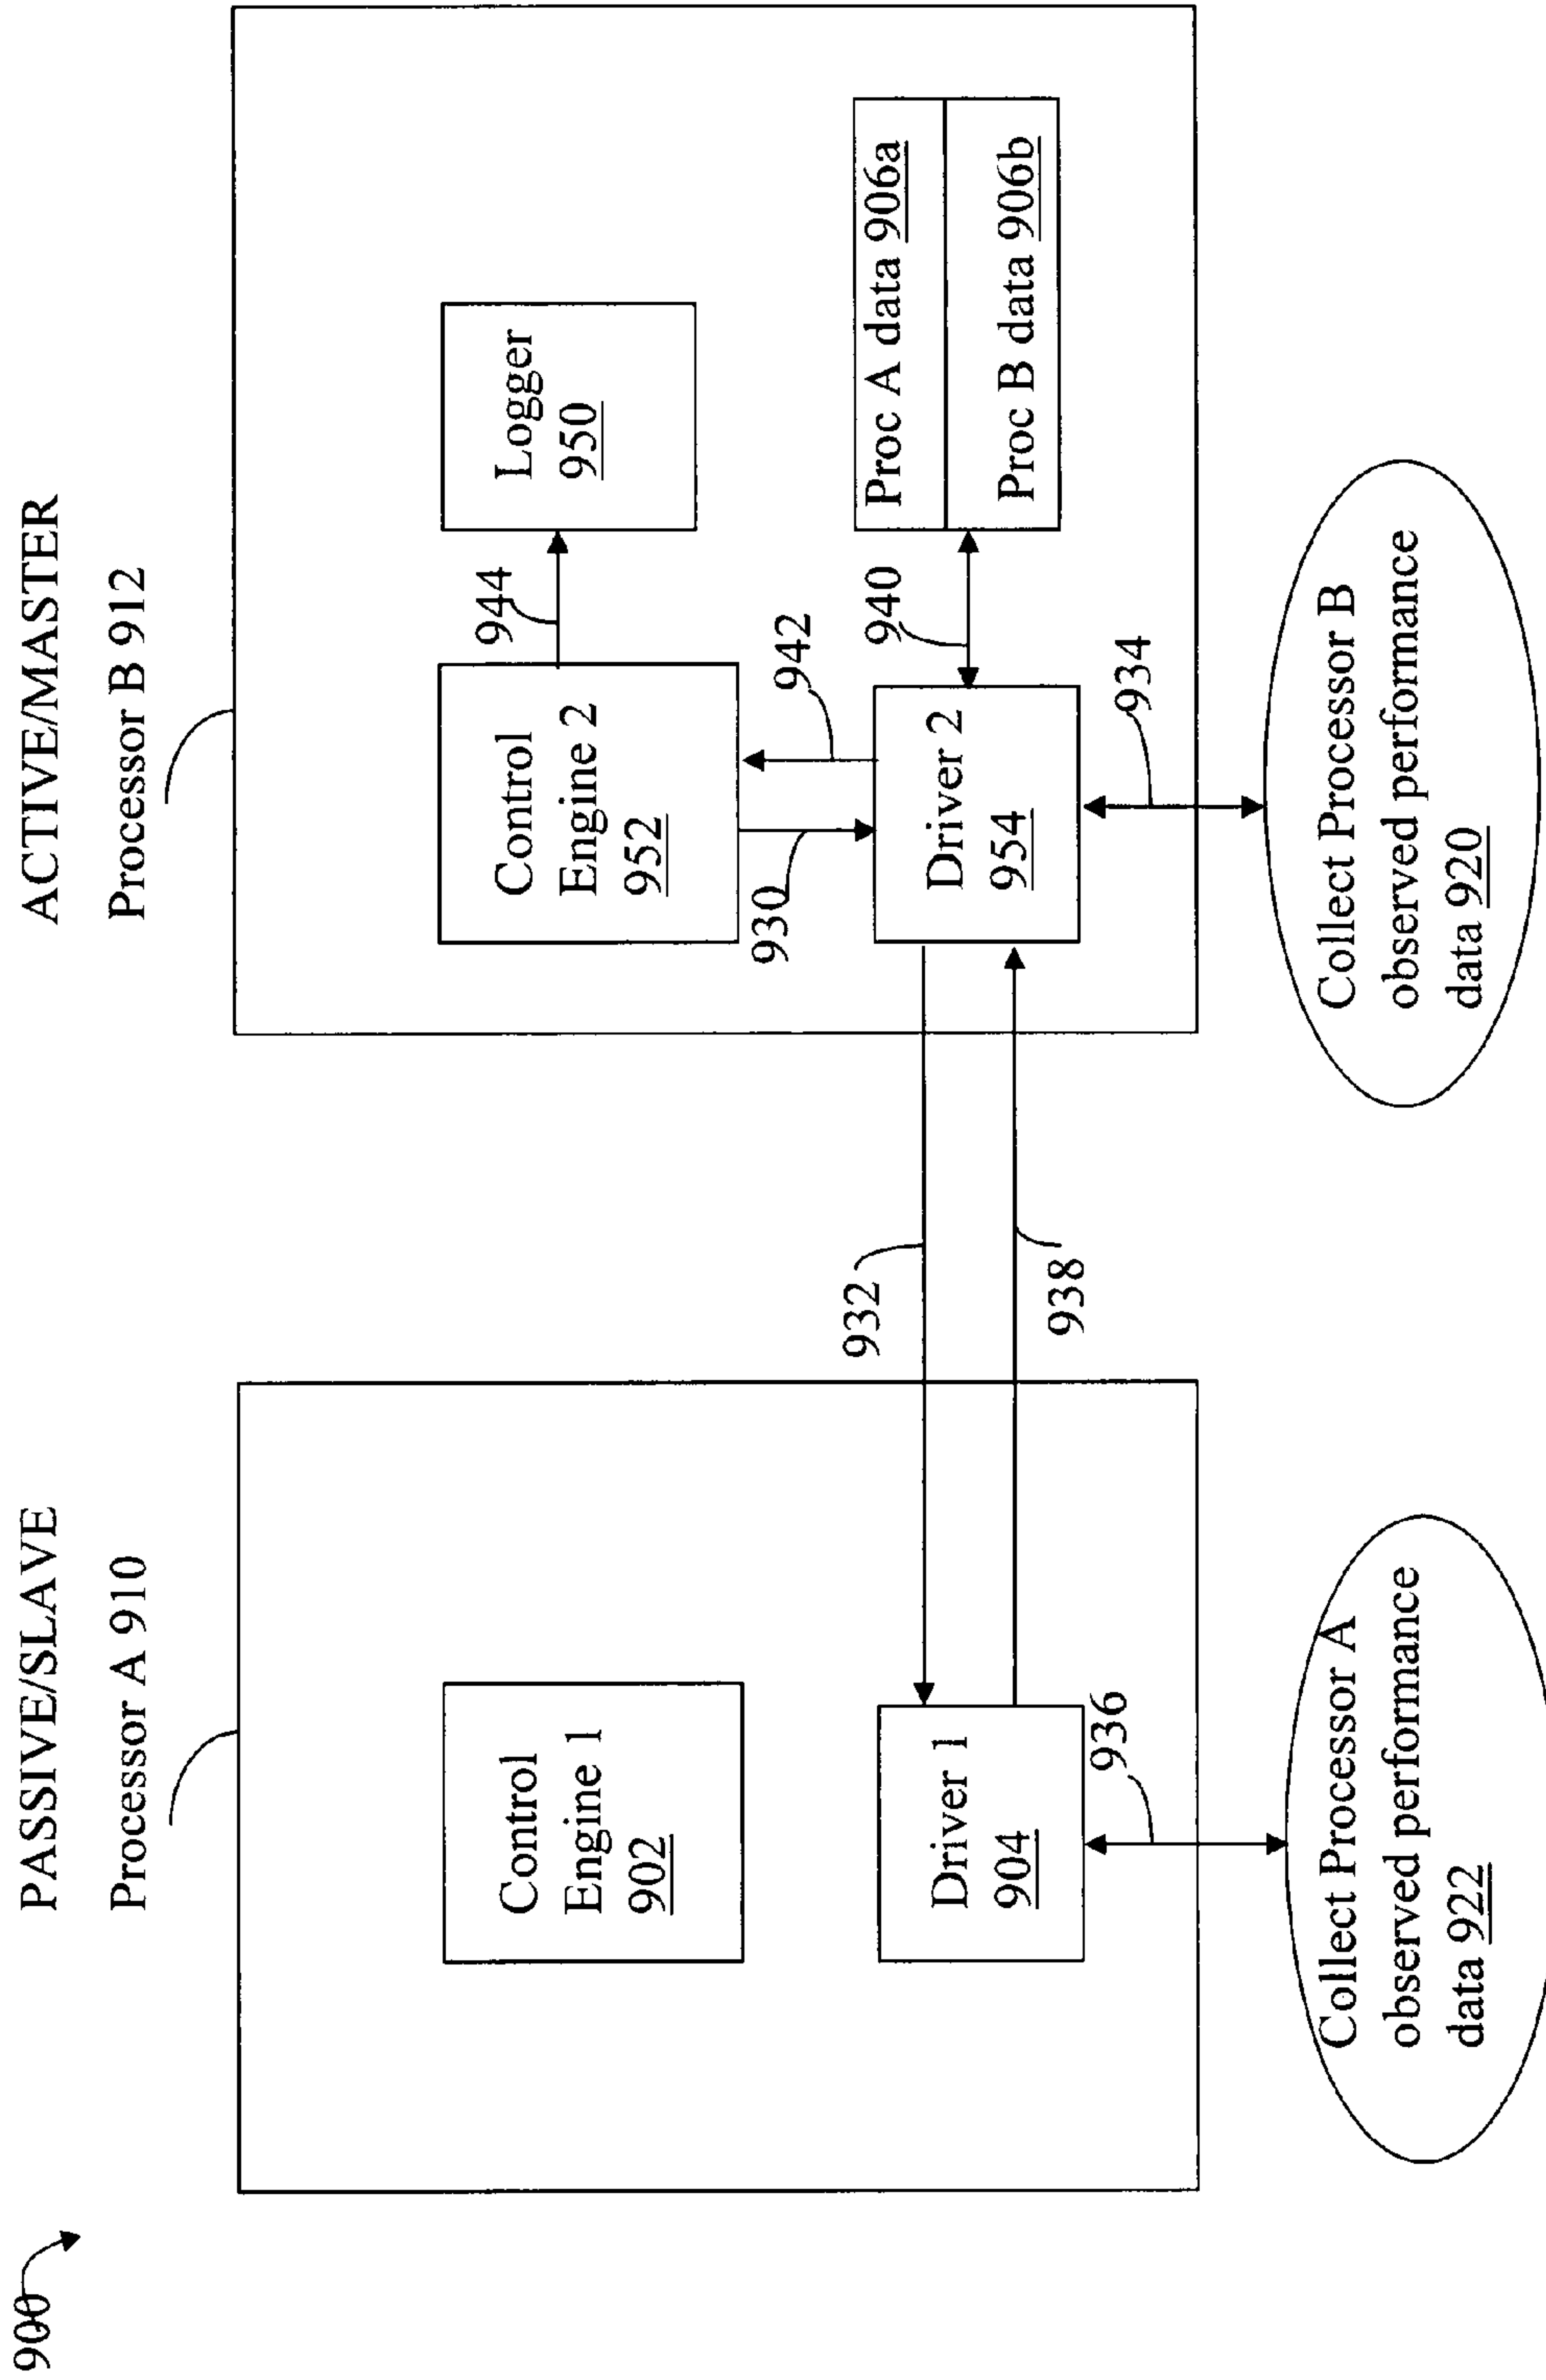 900
PASSIVE/SLAVE
Processor A 910
ACTIVE/MASTER
Processor B 912
Control
Engine 1
902
Driver 1
904
936
932
938
Control
Engine 2
952
944
Logger
950
930
942
Driver 2
954
940
Proc A data 906a
Proc B data 906b
934
Collect Processor A
observed performance
data 922
Collect Processor B
observed performance
data 920